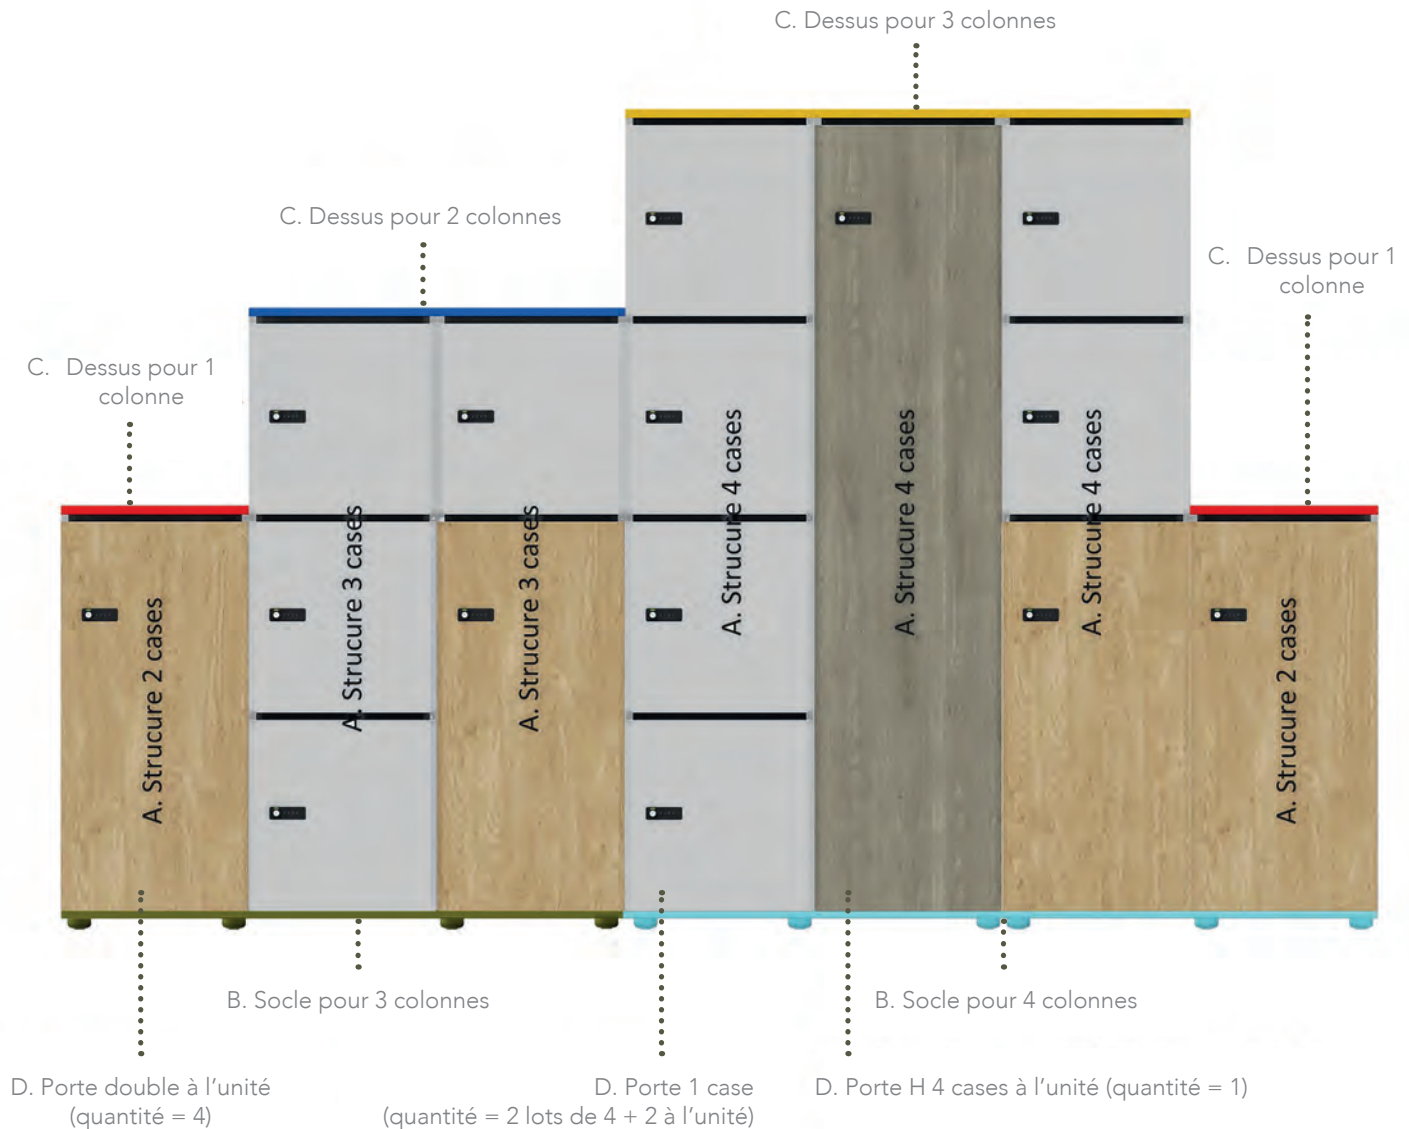 C. Dessus pour 3 colonnes
C. Dessus pour 2 colonnes
C. Dessus pour 1
colonne
C. Dessus pour 1
colonne
A. Strucure 2 cases
A. Strucure 3 cases
A. Strucure 3 cases
A. Strucure 4 cases
A. Strucure 4 cases
A. Strucure 4 cases
A. Strucure 2 cases
B. Socle pour 3 colonnes
B. Socle pour 4 colonnes
D. Porte double à l’unité
(quantité = 4)
D. Porte 1 case
(quantité = 2 lots de 4 + 2 à l’unité)
D. Porte H 4 cases à l’unité (quantité = 1)